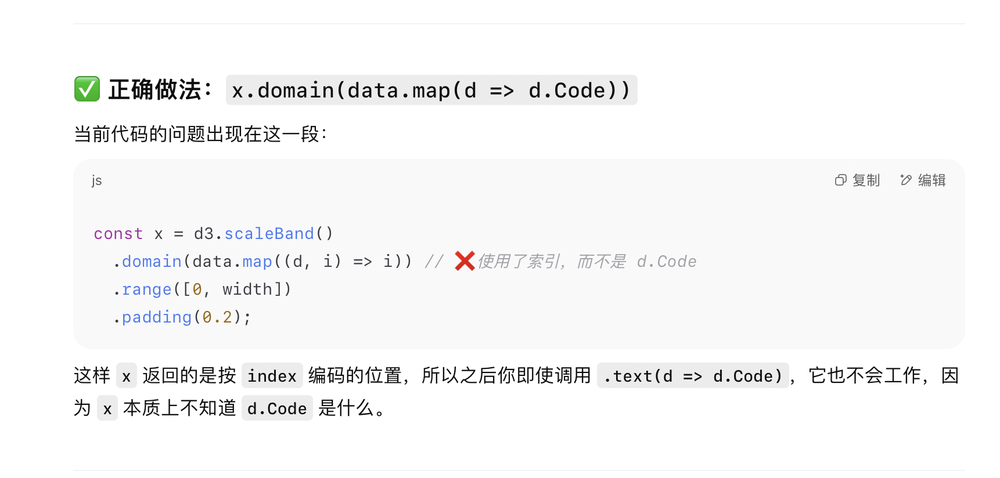 ✅ 正确做法：x.domain(data.map(d => d.Code))
当前代码的问题出现在这一段：
js 复制 编辑
const x = d3.scaleBand()
  .domain(data.map((d, i) => i)) // ❌使用了索引，而不是 d.Code
  .range([0, width])
  .padding(0.2);
这样 x 返回的是按 index 编码的位置，所以之后你即使调用 .text(d => d.Code)，它也不会工作，因
为 x 本质上不知道 d.Code 是什么。